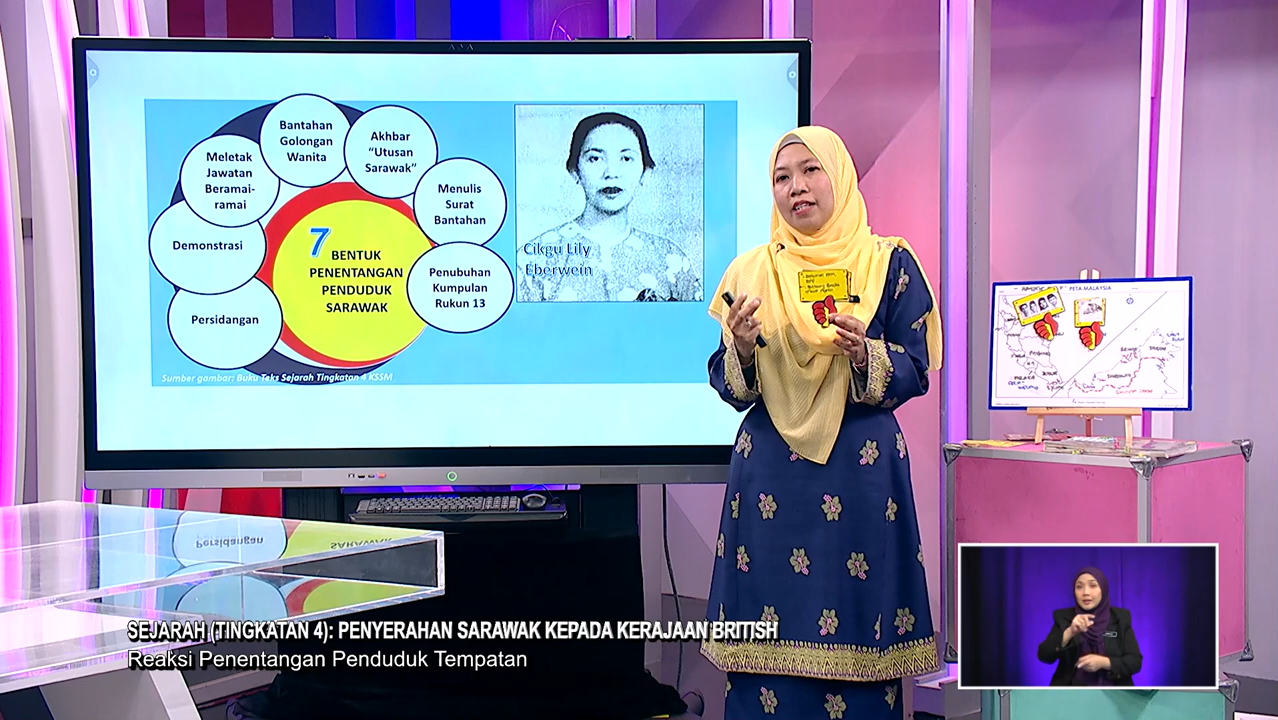 Bantahan
Golongan
Wanita
Akhbar
“Utusan
Sarawak”
Meletak
Jawatan
Beramai-
ramai
Menulis
Surat
Bantahan
Demonstrasi
7
BENTUK
PENENTANGAN
PENDUDUK
SARAWAK
Penubuhan
Kumpulan
Rukun 13
Persidangan
Cikgu Lily
Eberwein
Sumber gambar: Buku Teks Sejarah Tingkatan 4 KSSM
PETA MALAYSIA
Persidangan
SARAWAK
SEJARAH (TINGKATAN 4): PENYERAHAN SARAWAK KEPADA KERAJAAN BRITISH
Reaksi Penentangan Penduduk Tempatan